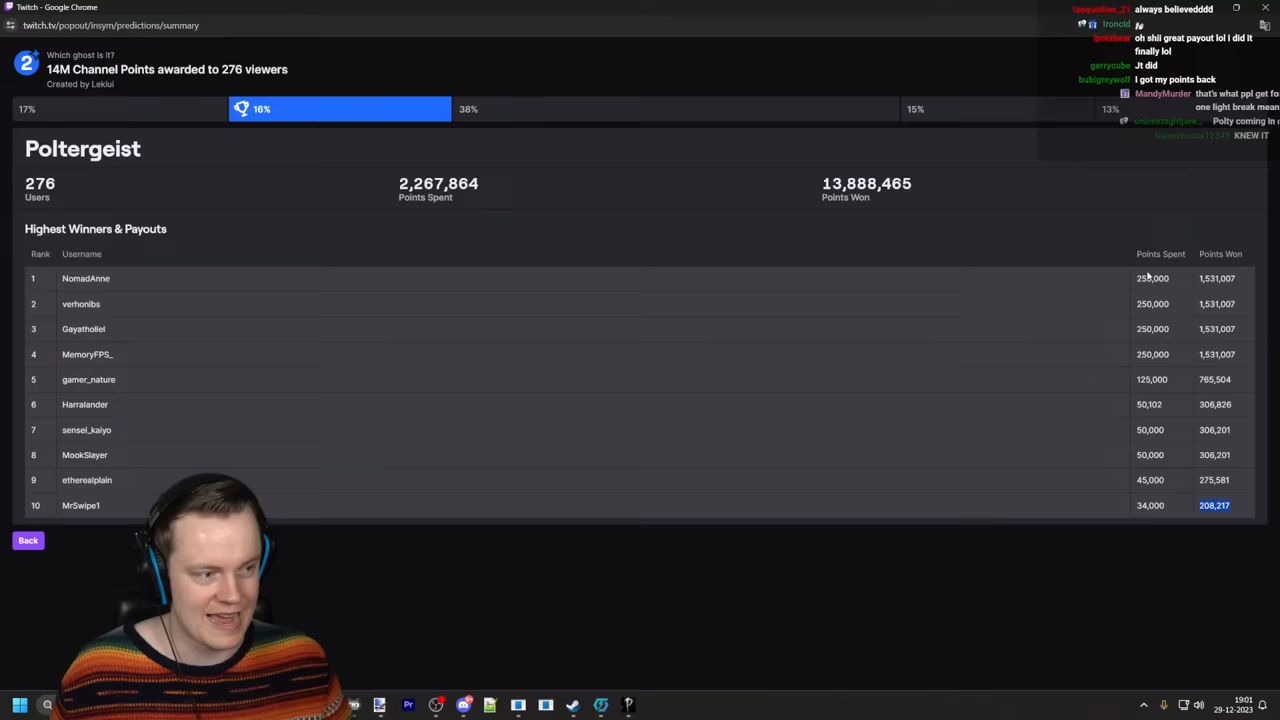 Twitch - Google Chrome
twitch.tv/popout/insym/predictions/summary
2
Which ghost is it?
14M Channel Points awarded to 276 viewers
Created by Lekiui
17%
16%
38%
15%
13%
Poltergeist
276
Users
2,267,864
Points Spent
13,888,465
Points Won
Highest Winners & Payouts
Rank Username Points Spent Points Won
1 NomadAnne 250,000 1,531,007
2 verhonibs 250,000 1,531,007
3 Gayatholiel 250,000 1,531,007
4 MemoryFPS_ 250,000 1,531,007
5 gamer_nature 125,000 765,504
6 Harralander 50,102 306,826
7 sensei_kaiyo 50,000 306,201
8 MookSlayer 50,000 306,201
9 etherealplain 45,000 275,581
10 MrSwipe1 34,000 208,217
Back
always believedddd
Ironcid
lpolabear oh shii great payout lol I did it
finally lol
gerrycube Jt did
bubigreywolf I got my points back
MandyMurder that's what ppl get fo
one light break mean
Polty coming in
KNEW IT
19:01
29-12-2023